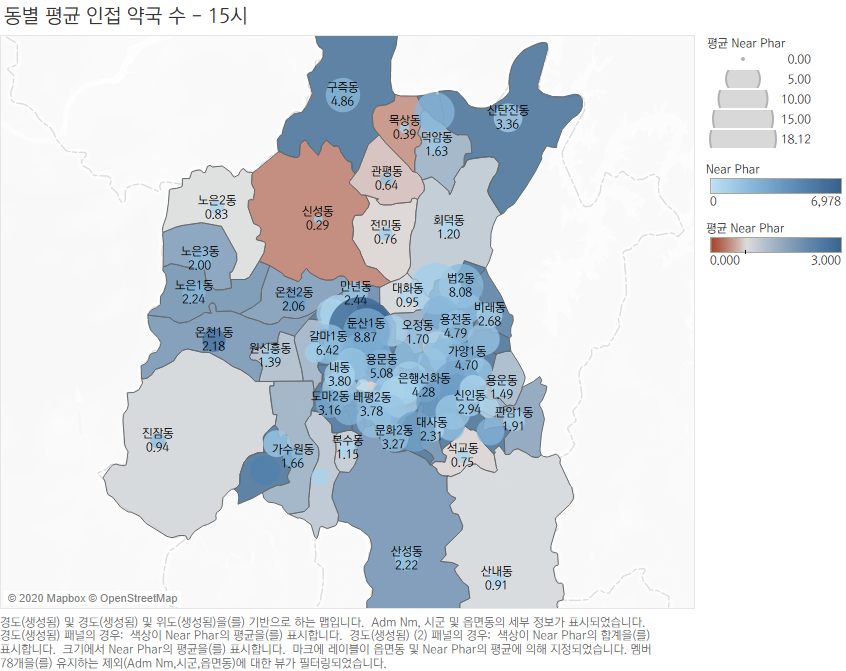 동별 평균 인접 약국 수 - 15시
구즉동
4.86
목상동
0.39
신탄진동
3.36
덕암동
1.63
관평동
0.64
노은2동
0.83
신성동
0.29
전민동
0.76
회덕동
1.20
노은3동
2.00
노은1동
2.24
온천2동
2.06
만년동
2.44
대화동
0.95
법2동
8.08
비래동
2.68
온천1동
2.18
원신흥동
1.39
둔산1동
8.87
갈마1동
6.42
오정동
1.70
용전동
4.79
가양1동
4.70
용문동
5.08
내동
3.80
은행선화동
4.28
용운동
1.49
도마2동
3.16
태평2동
3.78
신인동
2.94
판암1동
1.91
문화2동
3.27
대사동
2.31
진잠동
0.94
가수원동
1.66
복수동
1.15
석교동
0.75
산성동
2.22
산내동
0.91
© 2020 Mapbox © OpenStreetMap
평균 Near Phar
0.00
5.00
10.00
15.00
18.12
Near Phar
0 6,978
평균 Near Phar
0.000 3.000
경도(생성됨) 및 경도(생성됨) 및 위도(생성됨)을(를) 기반으로 하는 맵입니다. Adm Nm, 시군 및 읍면동의 세부 정보가 표시되었습니다.
경도(생성됨) 패널의 경우: 색상이 Near Phar의 평균을(를) 표시합니다. 경도(생성됨) (2) 패널의 경우: 색상이 Near Phar의 합계을(를)
표시합니다. 크기에서 Near Phar의 평균을(를) 표시합니다. 마크에 레이블이 읍면동 및 Near Phar의 평균에 의해 지정되었습니다. 멤버
78개을(를) 유지하는 제외(Adm Nm,시군,읍면동)에 대한 뷰가 필터링되었습니다.